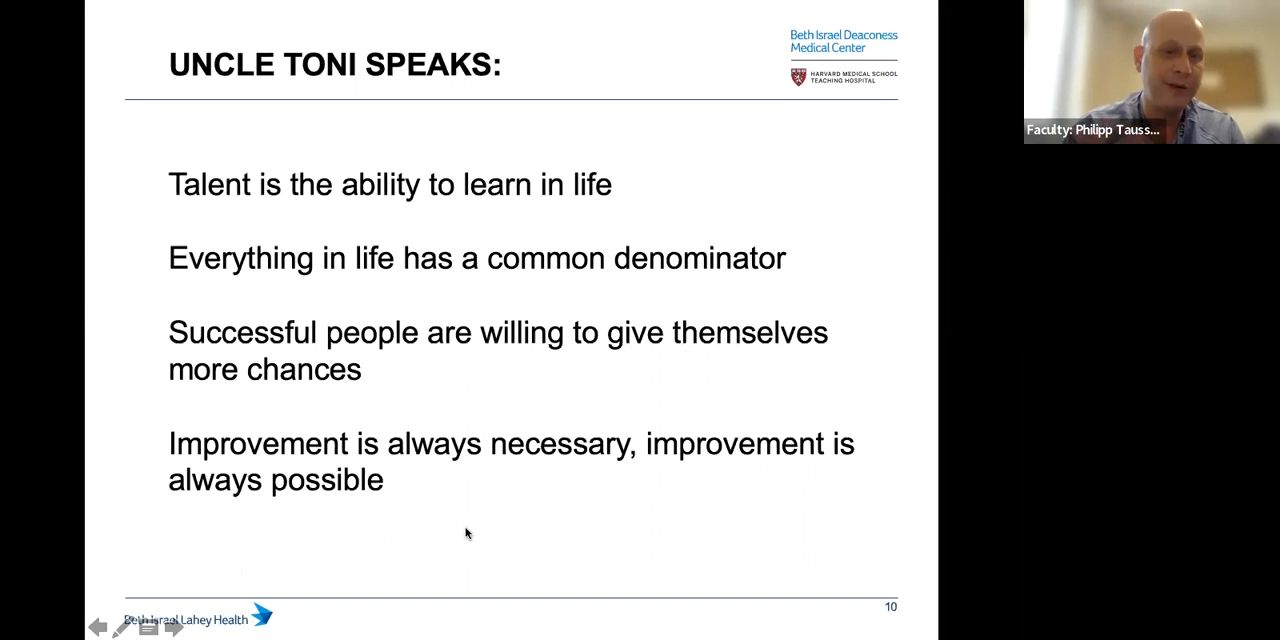 UNCLE TONI SPEAKS:
Beth Israel Deaconess
Medical Center
HARVARD MEDICAL SCHOOL
TEACHING HOSPITAL
Faculty: Philipp Tauss...
Talent is the ability to learn in life
Everything in life has a common denominator
Successful people are willing to give themselves
more chances
Improvement is always necessary, improvement is
always possible
10
Beth Israel Lahey Health